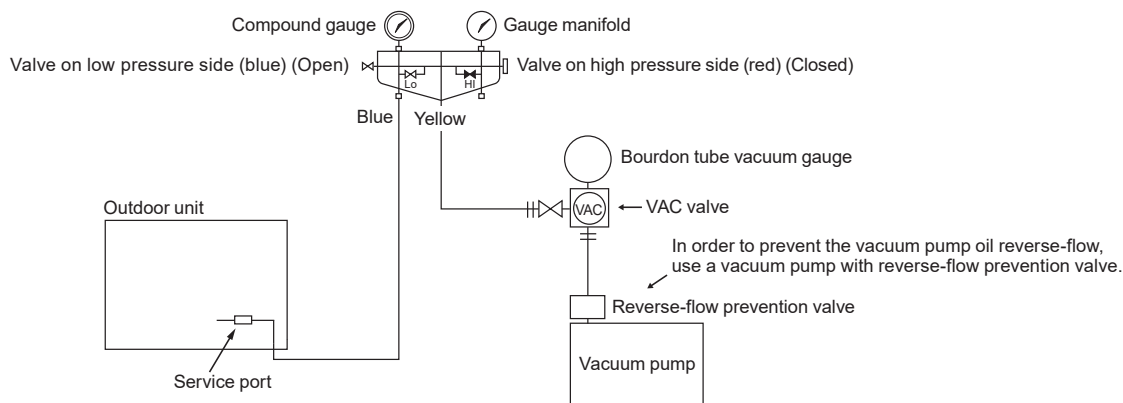 Compound gauge
Gauge manifold
Valve on low pressure side (blue) (Open)
Valve on high pressure side (red) (Closed)
Lo
HI
Blue
Yellow
Bourdon tube vacuum gauge
Outdoor unit
VAC
VAC valve
In order to prevent the vacuum pump oil reverse-flow,
use a vacuum pump with reverse-flow prevention valve.
Reverse-flow prevention valve
Service port
Vacuum pump